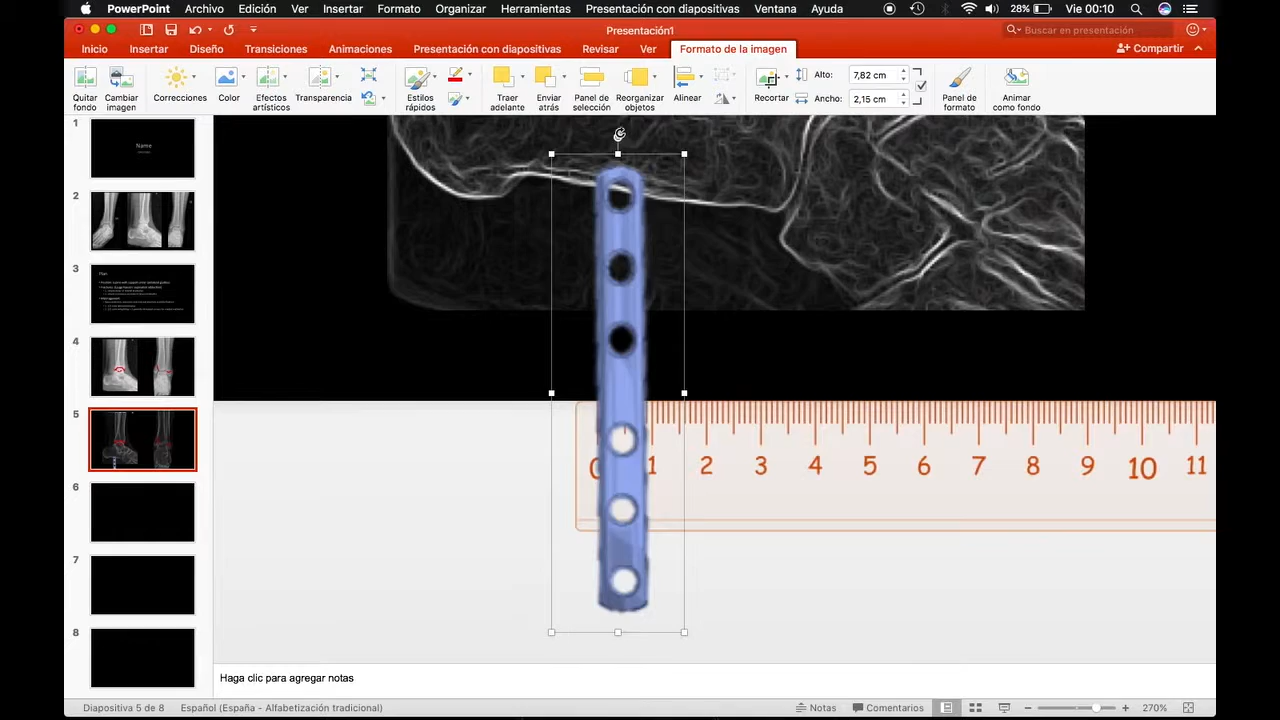 PowerPoint Archivo Edición Ver Insertar Formato Organizar Herramientas Presentación con diapositivas Ventana Ayuda 28% Vie 00:10
Presentación1 Buscar en presentación
Inicio Insertar Diseño Transiciones Animaciones Presentación con diapositivas Revisar Ver Formato de la imagen Compartir
Quitar fondo
Cambiar imagen
Correcciones
Color
Efectos artísticos
Transparencia
Estilos rápidos
Traer adelante
Enviar atrás
Panel de selección
Reorganizar objetos
Alinear
Recortar
Alto: 7,82 cm
Ancho: 2,15 cm
Panel de formato
Animar como fondo
1
Name
2
3
Plan
4
5
6
7
8
0 1 2 3 4 5 6 7 8 9 10 11
Haga clic para agregar notas
Diapositiva 5 de 8 Español (España - Alfabetización tradicional) Notas Comentarios 270%